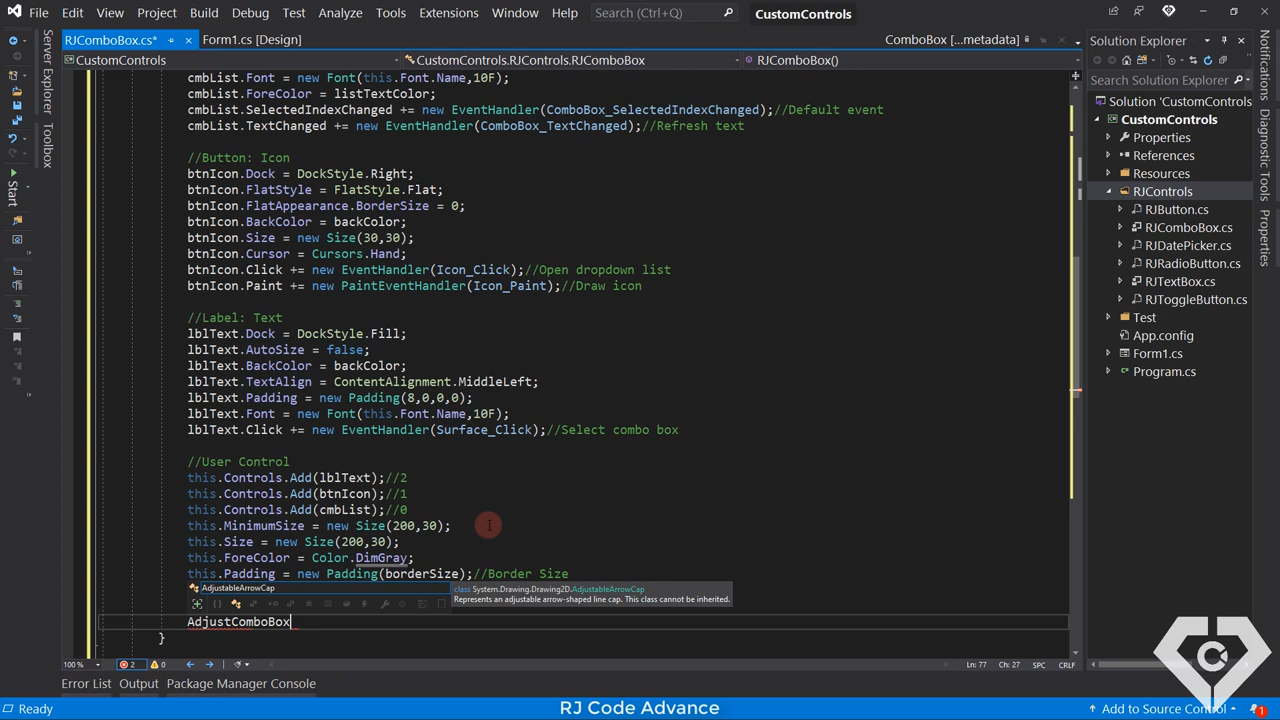 File Edit View Project Build Debug Test Analyze Tools Extensions Window Help Search (Ctrl+Q) CustomControls
RJComboBox.cs* Form1.cs [Design] ComboBox [...metadata]
CustomControls CustomControls.RJControls.RJComboBox RJComboBox()
Server Explorer
Toolbox
Start
cmbList.Font = new Font(this.Font.Name,10F);
cmbList.ForeColor = listTextColor;
cmbList.SelectedIndexChanged += new EventHandler(ComboBox_SelectedIndexChanged);//Default event
cmbList.TextChanged += new EventHandler(ComboBox_TextChanged);//Refresh text
//Button: Icon
btnIcon.Dock = DockStyle.Right;
btnIcon.FlatStyle = FlatStyle.Flat;
btnIcon.FlatAppearance.BorderSize = 0;
btnIcon.BackColor = backColor;
btnIcon.Size = new Size(30,30);
btnIcon.Cursor = Cursors.Hand;
btnIcon.Click += new EventHandler(Icon_Click);//Open dropdown list
btnIcon.Paint += new PaintEventHandler(Icon_Paint);//Draw icon
//Label: Text
lblText.Dock = DockStyle.Fill;
lblText.AutoSize = false;
lblText.BackColor = backColor;
lblText.TextAlign = ContentAlignment.MiddleLeft;
lblText.Padding = new Padding(8,0,0,0);
lblText.Font = new Font(this.Font.Name,10F);
lblText.Click += new EventHandler(Surface_Click);//Select combo box
//User Control
this.Controls.Add(lblText);//2
this.Controls.Add(btnIcon);//1
this.Controls.Add(cmbList);//0
this.MinimumSize = new Size(200,30);
this.Size = new Size(200,30);
this.ForeColor = Color.DimGray;
this.Padding = new Padding(borderSize);//Border Size
AdjustableArrowCap
class System.Drawing.Drawing2D.AdjustableArrowCap
Represents an adjustable arrow-shaped line cap. This class cannot be inherited.
AdjustComboBox
}
100 % 2 0 Ln: 77 Ch: 27 SPC CRLF
Error List Output Package Manager Console
Ready RJ Code Advance Add to Source Control 1
Solution Explorer
Search Solution Explorer
Solution 'CustomControls
CustomControls
Properties
References
Resources
RJControls
RJButton.cs
RJComboBox.cs
RJDatePicker.cs
RJRadioButton.cs
RJTextBox.cs
RJToggleButton.cs
Test
App.config
Form1.cs
Program.cs
Notifications
Diagnostic Tools
Properties